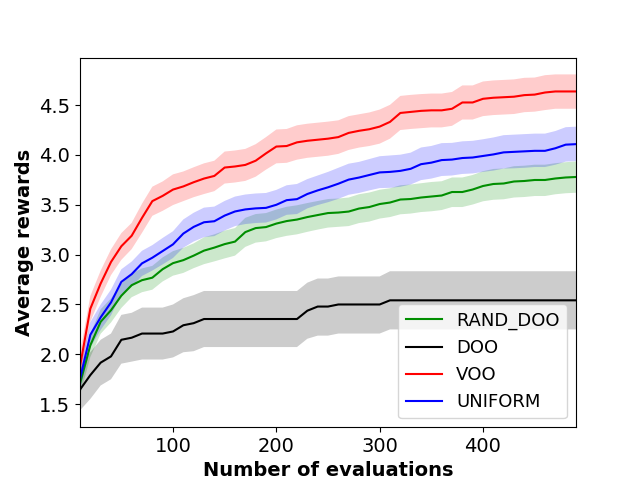 Average rewards
4.5
4.0
3.5
3.0
2.5
2.0
1.5
RAND_DOO
DOO
VOO
UNIFORM
100
200
300
400
Number of evaluations